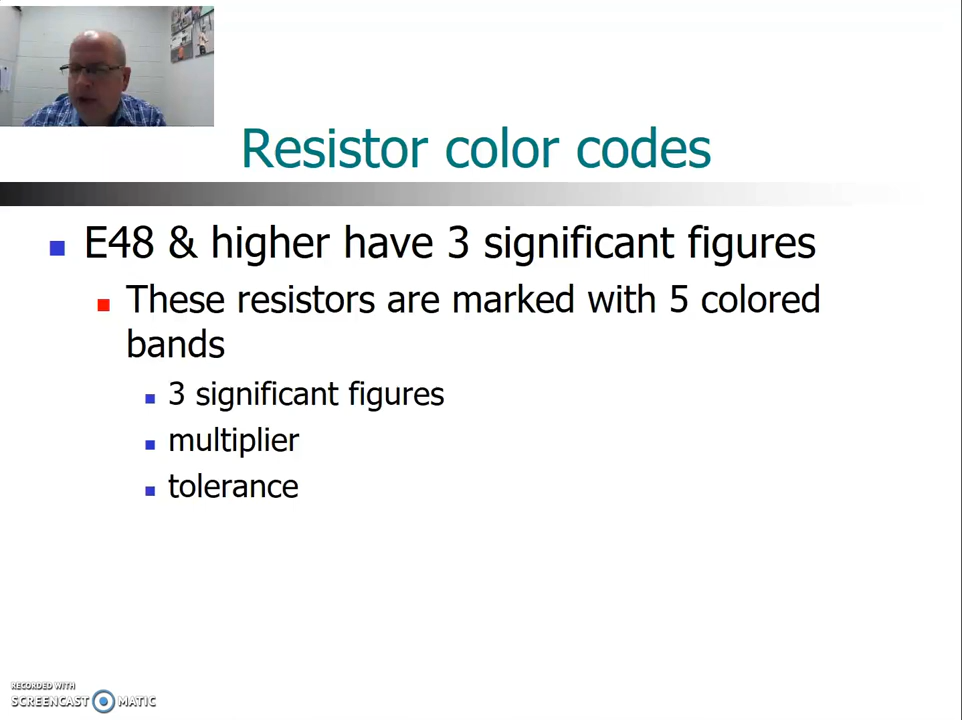 Resistor color codes
E48 & higher have 3 significant figures
These resistors are marked with 5 colored
bands
3 significant figures
multiplier
tolerance
RECORDED WITH
SCREENCAST MATIC